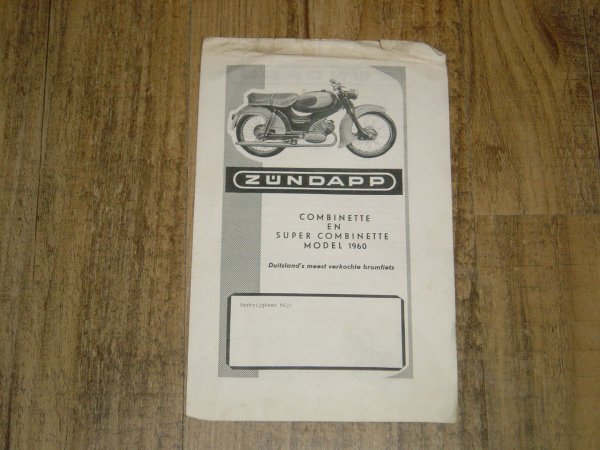 ZÜNDAPP
COMBINETTE
EN
SUPER COMBINETTE
MODEL 1960
Duitsland's meest verkochte bromfiets
Verkrijgbaar bij: